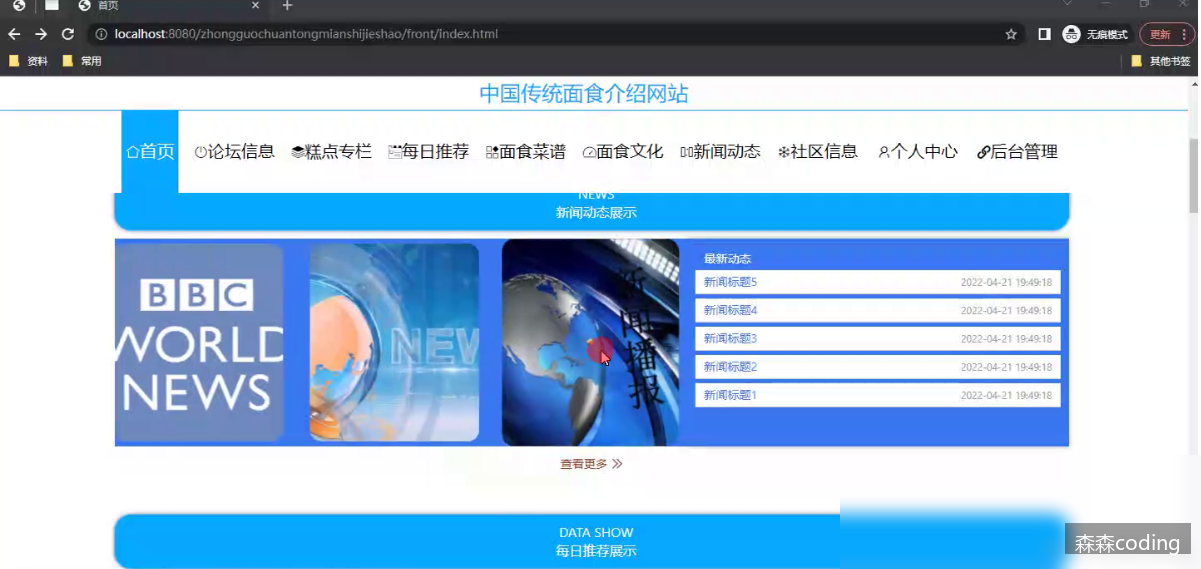 首页
localhost:8080/zhongguochuantongmianshijieshao/front/index.html
无痕模式
更新
资料
常用
其他书签
中国传统面食介绍网站
首页 论坛信息 糕点专栏 每日推荐 面食菜谱 面食文化 新闻动态 社区信息 个人中心 后台管理
NEWS
新闻动态展示
BBC
WORLD
NEWS
NEW
新闻播报
最新动态
新闻标题5 2022-04-21 19:49:18
新闻标题4 2022-04-21 19:49:18
新闻标题3 2022-04-21 19:49:18
新闻标题2 2022-04-21 19:49:18
新闻标题1 2022-04-21 19:49:18
查看更多
DATA SHOW
每日推荐展示
森森coding